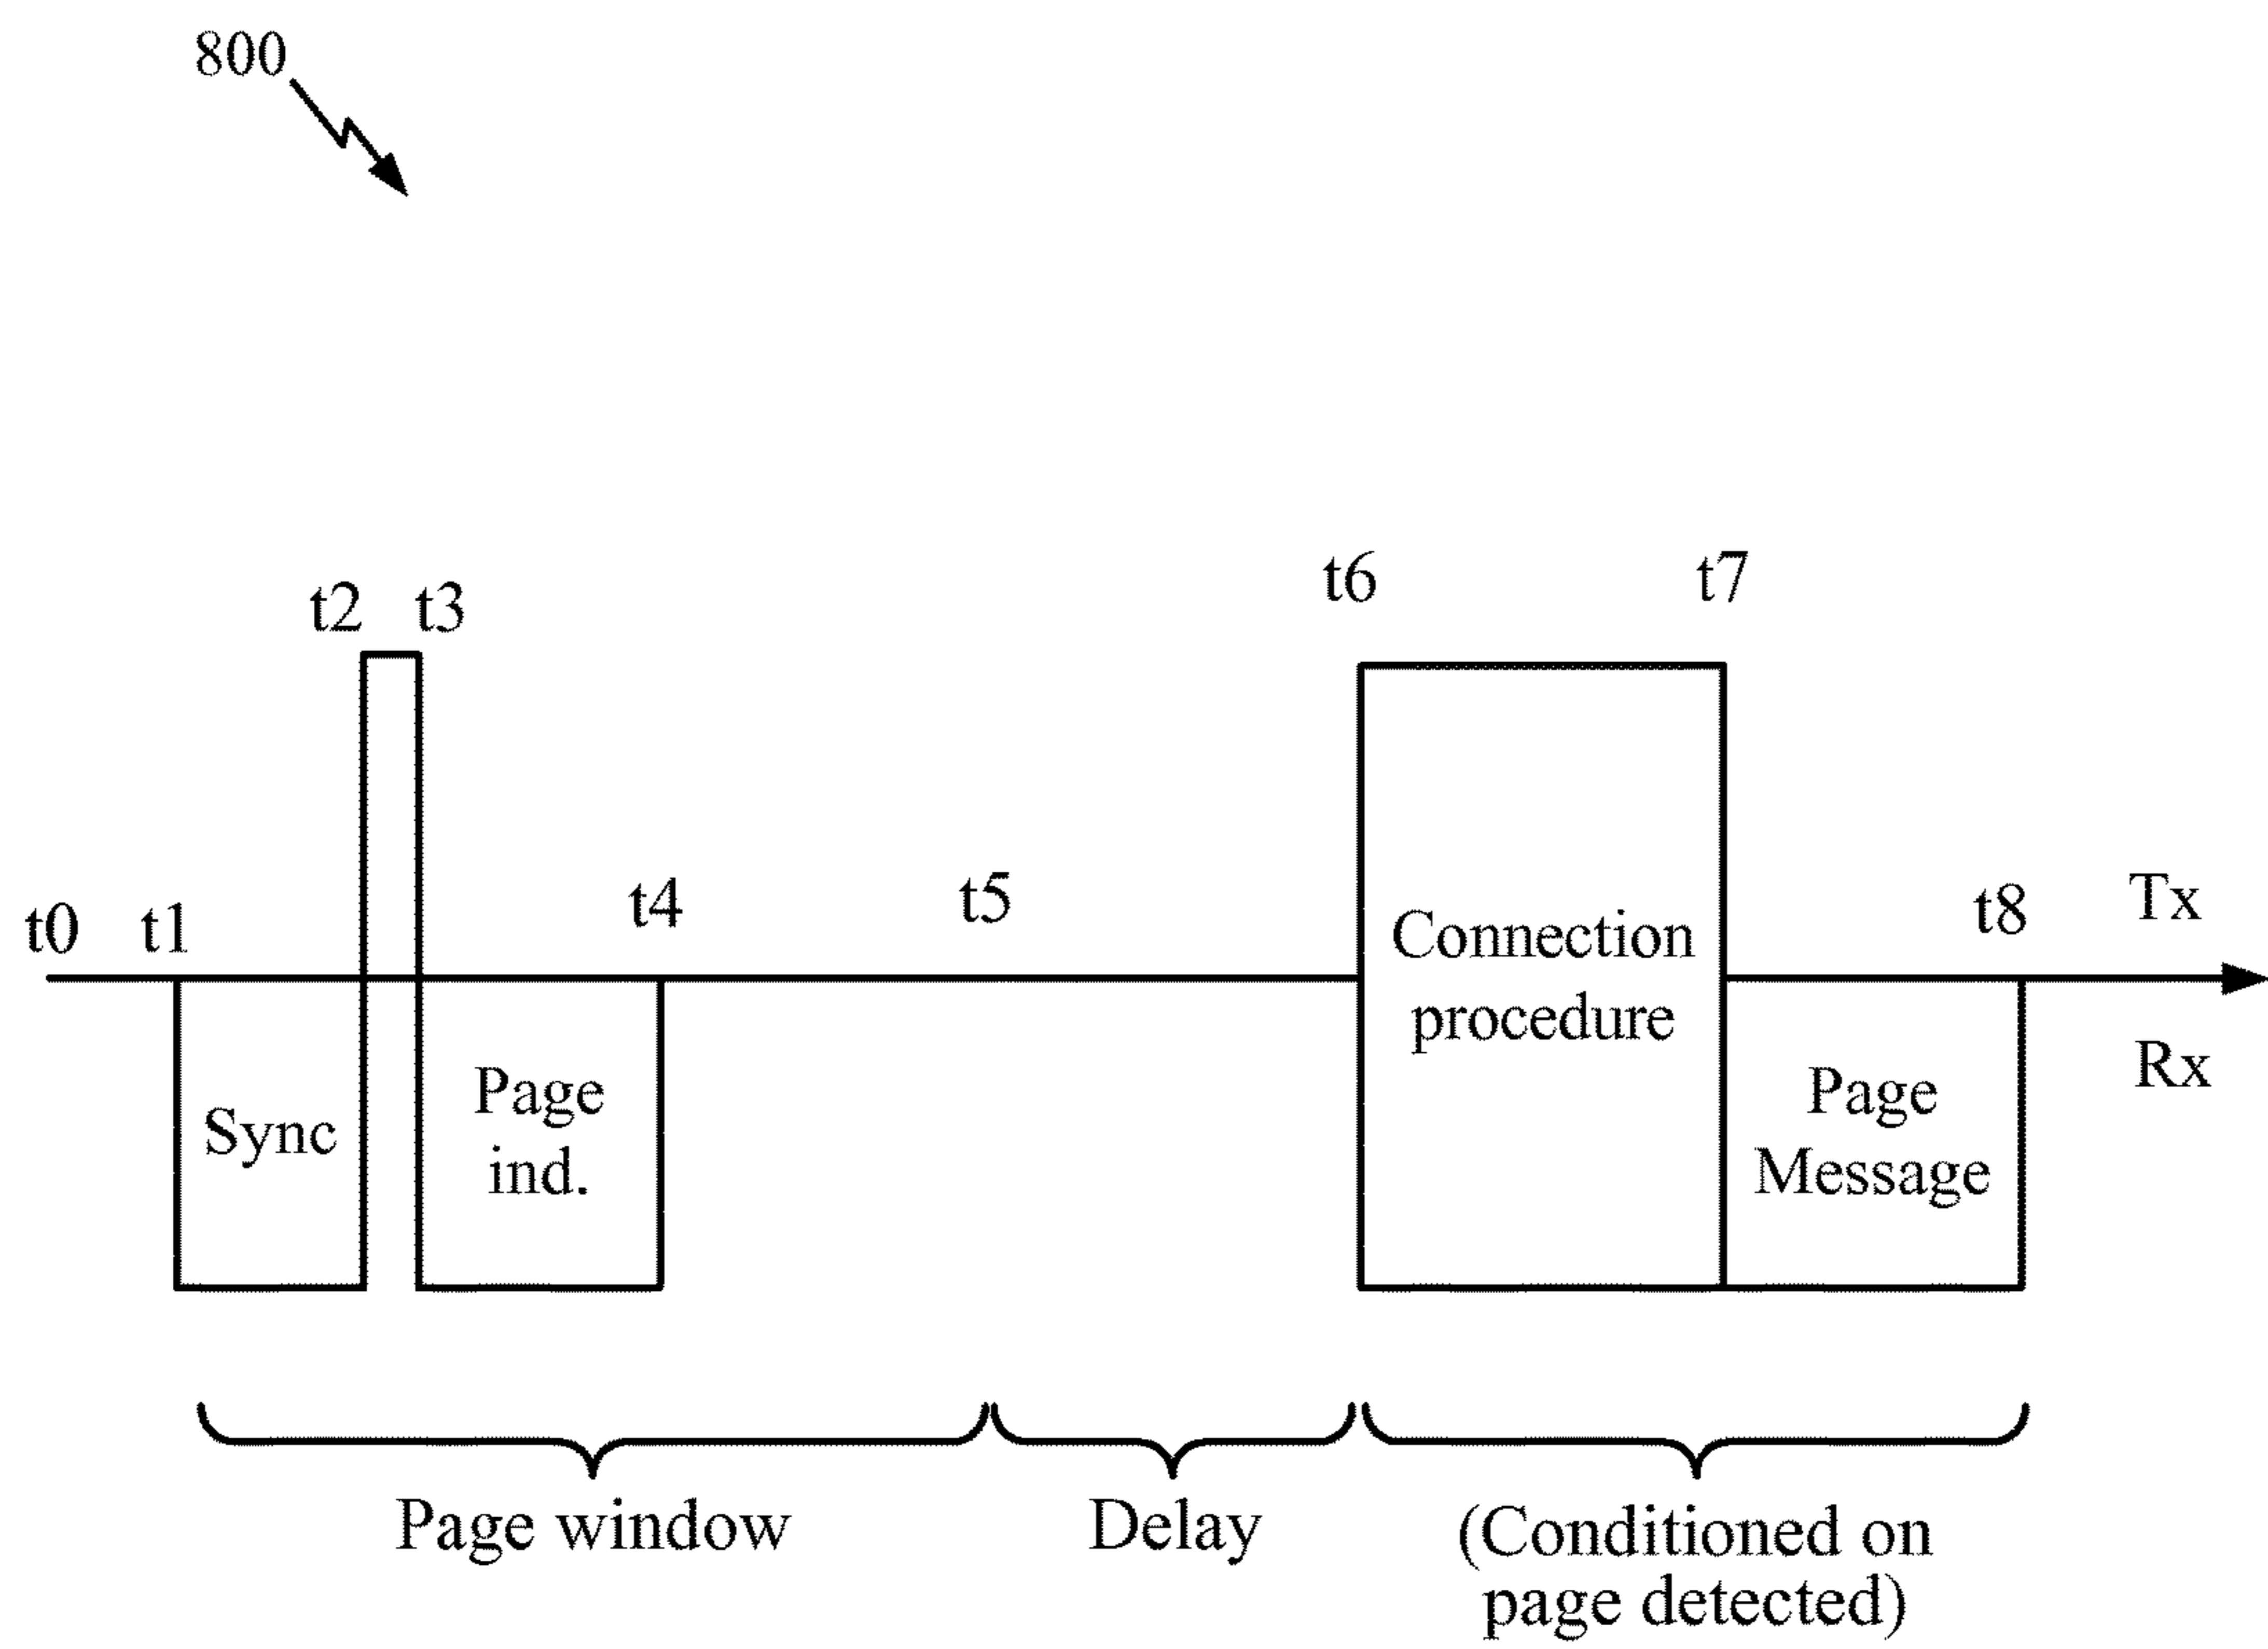 800
t6
t7
t2
t3
t0
t1
t4
t5
t8
Tx
Connection
procedure
Rx
Sync
Page
ind.
Page
Message
Page window
Delay
(Conditioned on
page detected)